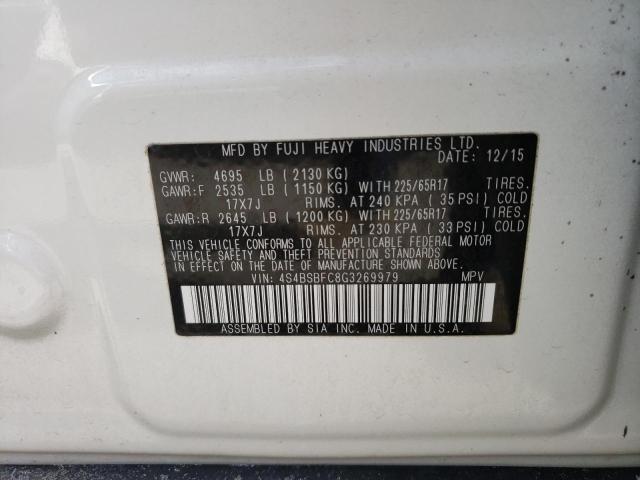 MFD BY FUJI HEAVY INDUSTRIES LTD.
DATE: 12/15
GVWR: 4695 LB (2130 KG)
GAWR:F 2535 LB (1150 KG) WITH 225/65R17 TIRES.
17X7J RIMS. AT 240 KPA ( 35 PSI) COLD
GAWR:R 2645 LB (1200 KG) WITH 225/65R17 TIRES.
17X7J RIMS. AT 230 KPA ( 33 PSI) COLD
THIS VEHICLE CONFORMS TO ALL APPLICABLE FEDERAL MOTOR
VEHICLE SAFETY AND THEFT PREVENTION STANDARDS IN
EFFECT ON THE DATE OF MANUFACTURE SHOWN ABOVE.
VIN: 4S4BSBFC8G3269979 MPV
ASSEMBLED BY SIA INC. MADE IN U.S.A.